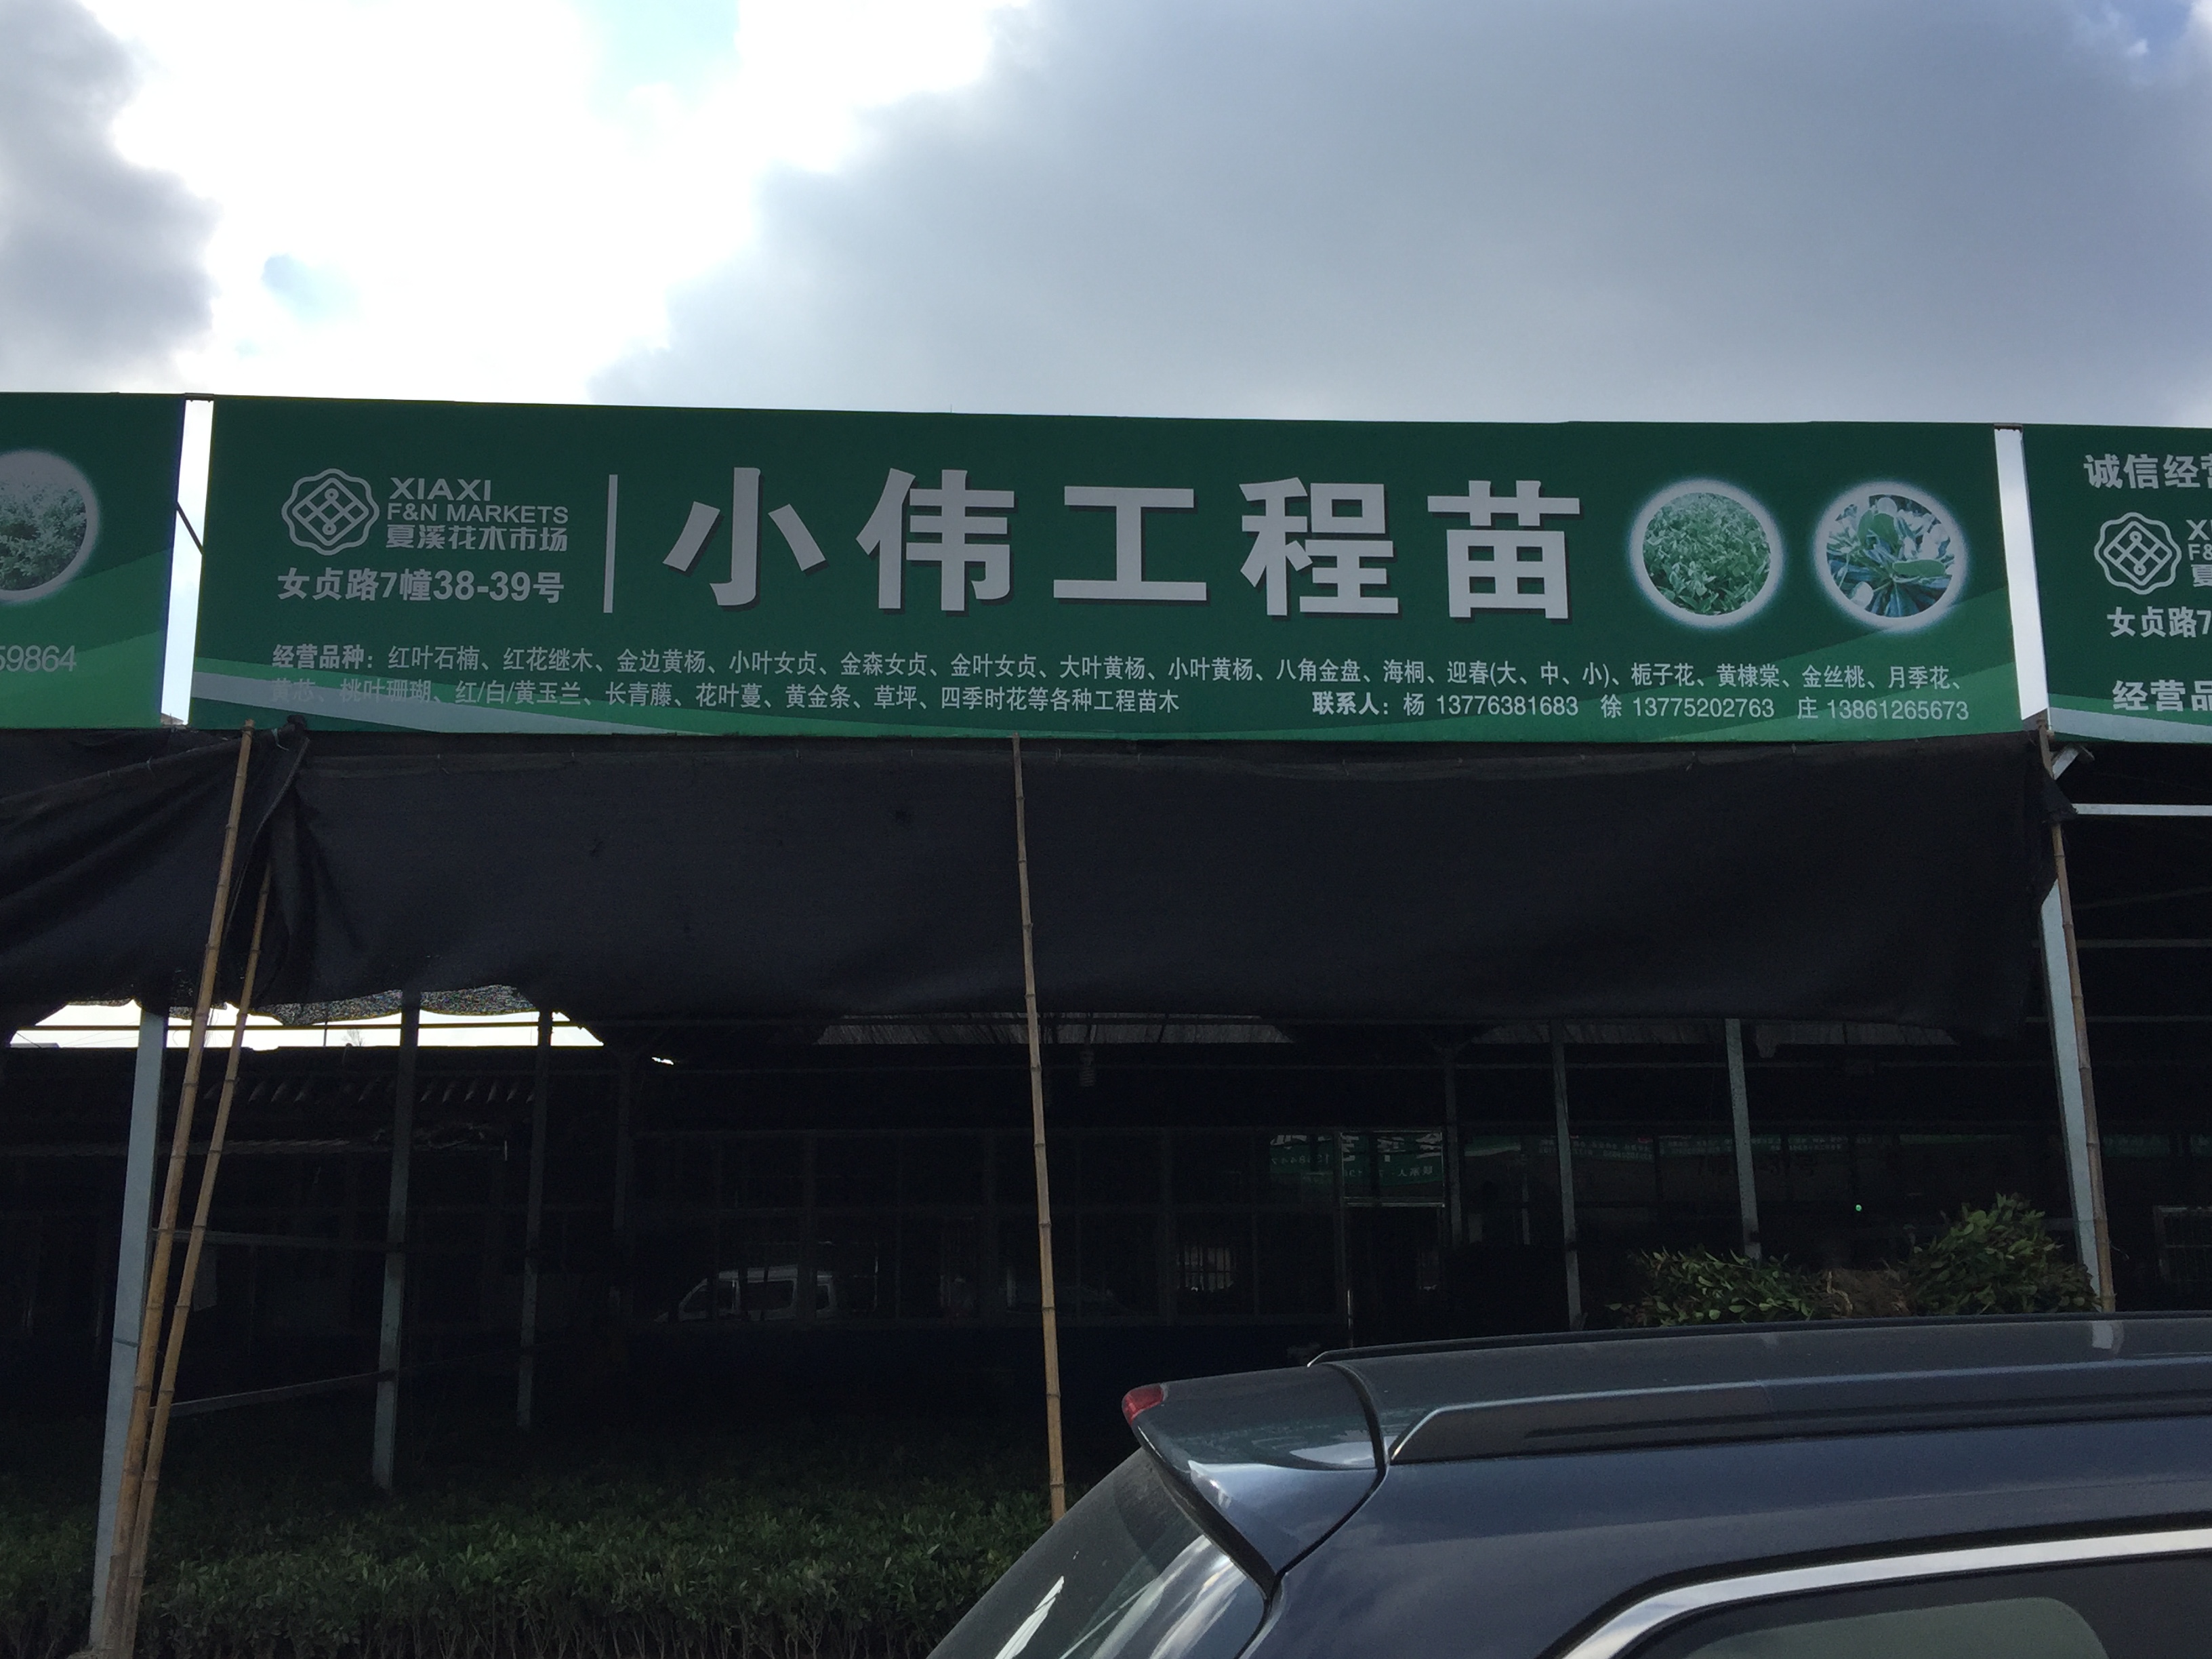 59864
XIAXI
F&N MARKETS
夏溪花木市场
女贞路7幢38-39号
小伟工程苗
经营品种：红叶石楠、红花继木、金边黄杨、小叶女贞、金森女贞、金叶女贞、大叶黄杨、小叶黄杨、八角金盘、海桐、迎春(大、中、小)、栀子花、黄棣棠、金丝桃、月季花、
黄芯、桃叶珊瑚、红/白/黄玉兰、长青藤、花叶蔓、黄金条、草坪、四季时花等各种工程苗木
联系人：杨 13776381683 徐 13775202763 庄 13861265673
诚信经营
X
F&
夏
女贞路7
经营品